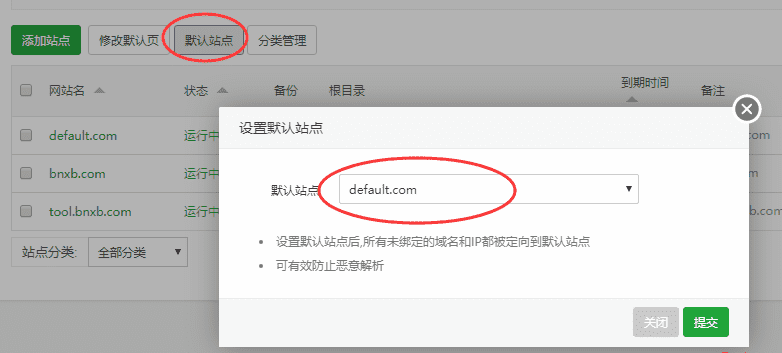 添加站点 修改默认页 默认站点 分类管理
网站名 状态 备份 根目录 到期时间 备注
default.com 运行中
bnxb.com 运行中
tool.bnxb.com 运行中
站点分类: 全部分类
设置默认站点
默认站点 default.com
设置默认站点后,所有未绑定的域名和IP都被定向到默认站点
可有效防止恶意解析
关闭 提交